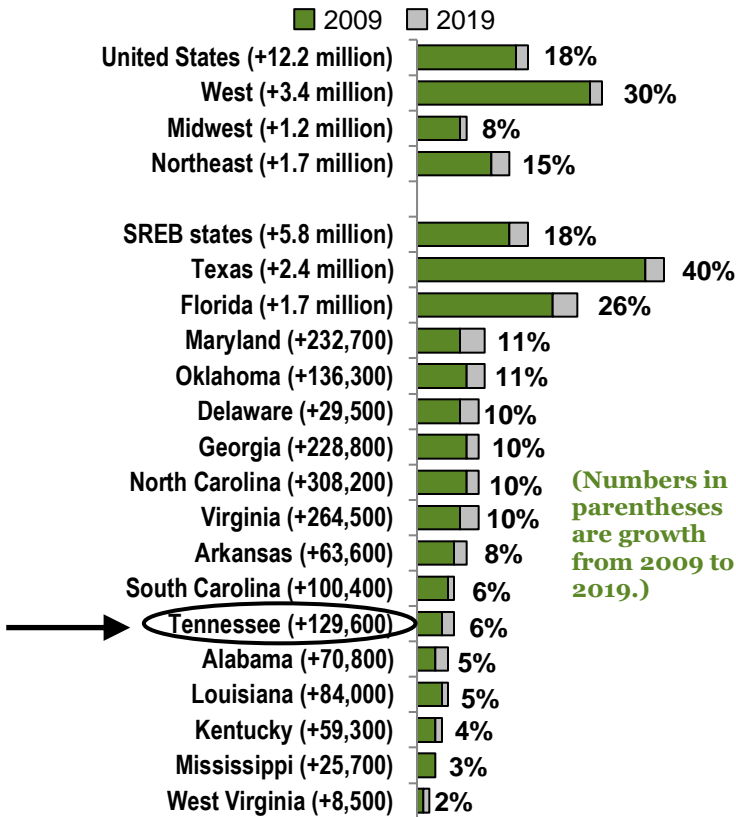 2009 2019
United States (+12.2 million) 18%
West (+3.4 million) 30%
Midwest (+1.2 million) 8%
Northeast (+1.7 million) 15%
SREB states (+5.8 million) 18%
Texas (+2.4 million) 40%
Florida (+1.7 million) 26%
Maryland (+232,700) 11%
Oklahoma (+136,300) 11%
Delaware (+29,500) 10%
Georgia (+228,800) 10%
North Carolina (+308,200) 10%
Virginia (+264,500) 10%
Arkansas (+63,600) 8%
South Carolina (+100,400) 6%
Tennessee (+129,600) 6%
Alabama (+70,800) 5%
Louisiana (+84,000) 5%
Kentucky (+59,300) 4%
Mississippi (+25,700) 3%
West Virginia (+8,500) 2%
(Numbers in
parentheses
are growth
from 2009 to
2019.)